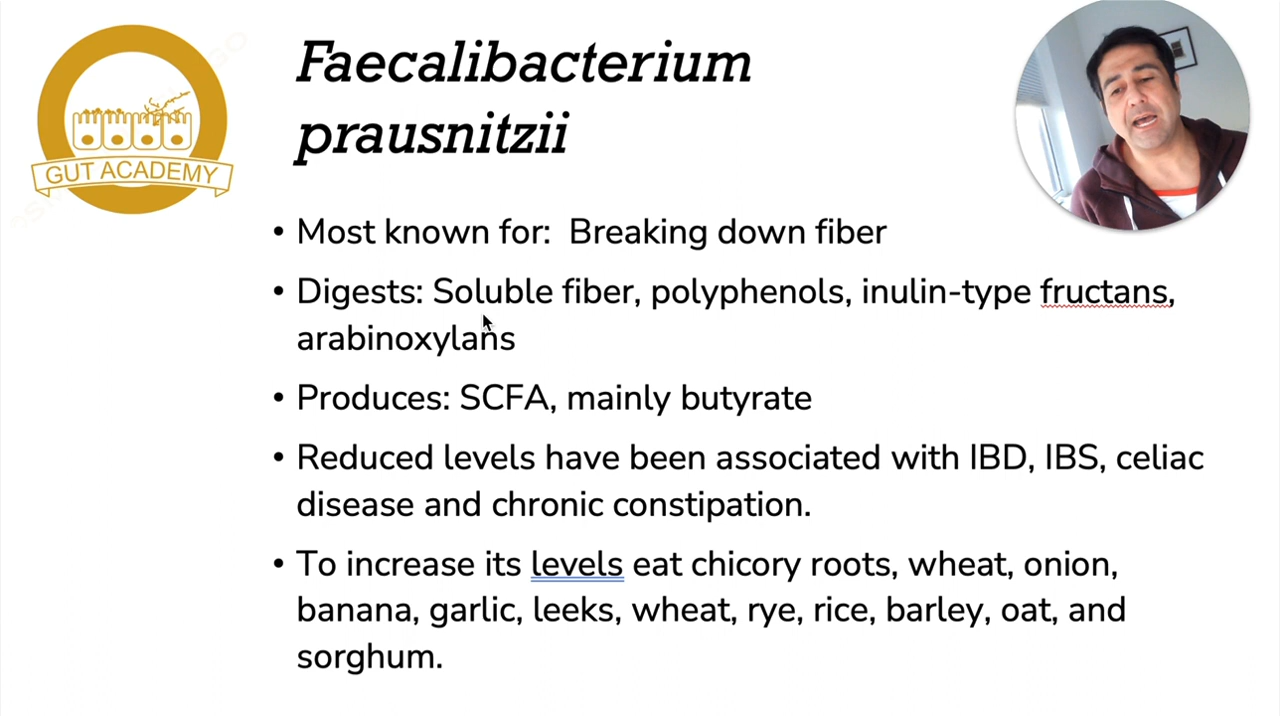 Faecalibacterium
prausnitzii
GUT ACADEMY
• Most known for:  Breaking down fiber
• Digests: Soluble fiber, polyphenols, inulin-type fructans,
arabinoxylans
• Produces: SCFA, mainly butyrate
• Reduced levels have been associated with IBD, IBS, celiac
disease and chronic constipation.
• To increase its levels eat chicory roots, wheat, onion,
banana, garlic, leeks, wheat, rye, rice, barley, oat, and
sorghum.